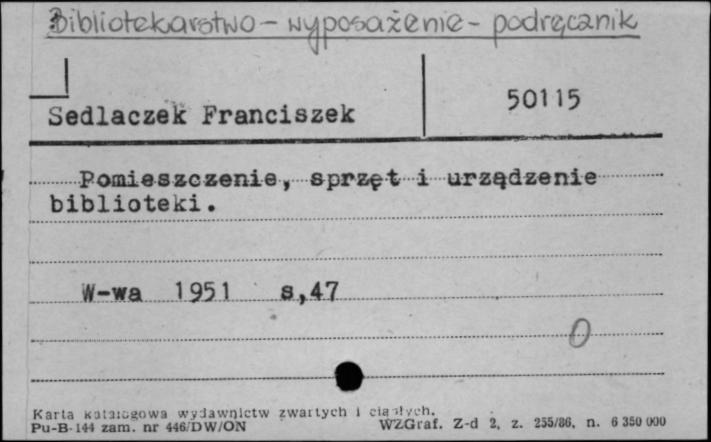 Bibliotekarstwo - wyposażenie - podręcznik
50115
Sedlaczek Franciszek
Pomieszczenie, sprzęt i urządzenie
biblioteki.
W-wa 1951 s,47
0
Karta katalogowa wydawnictw zwartych i ciągłych.
Pu-B-144 zam. nr 446/DW/ON WZGraf. Z-d 2, z. 255/86, n. 6 350 000